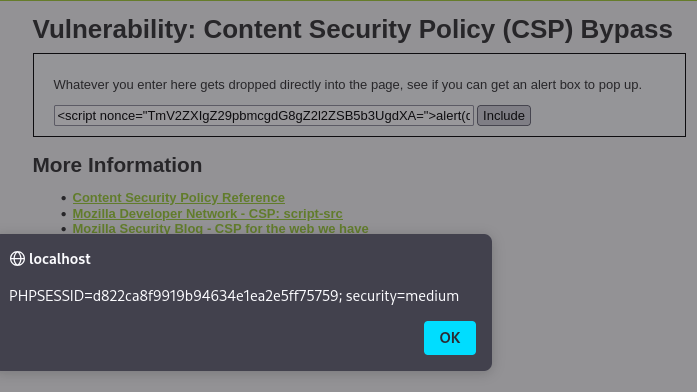 Vulnerability: Content Security Policy (CSP) Bypass
Whatever you enter here gets dropped directly into the page, see if you can get an alert box to pop up.
<script nonce="TmV2ZXIgZ29pbmcgdG8gZ2l2ZSB5b3UgdXA=">alert(
Include
More Information
Content Security Policy Reference
Mozilla Developer Network - CSP: script-src
Mozilla Security Blog - CSP for the web we have
localhost
PHPSESSID=d822ca8f9919b94634e1ea2e5ff75759; security=medium
OK